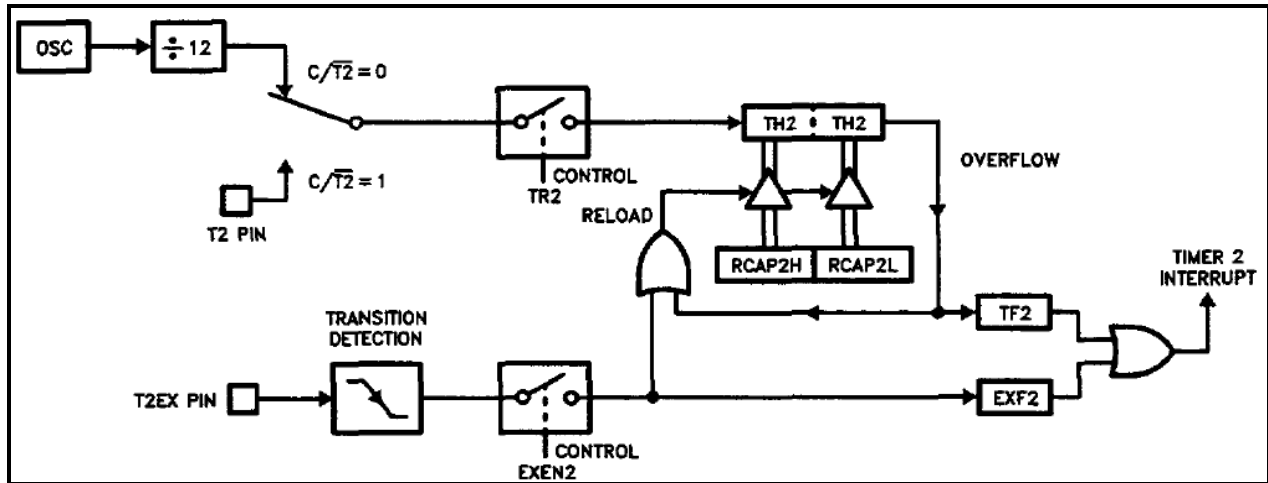 OSC
÷ 12
C/T2̅ = 0
TH2 TH2
OVERFLOW
CONTROL
TR2
C/T2̅ = 1
T2 PIN
RELOAD
RCAP2H RCAP2L
TIMER 2
INTERRUPT
TRANSITION
DETECTION
TF2
T2EX PIN
EXF2
CONTROL
EXEN2